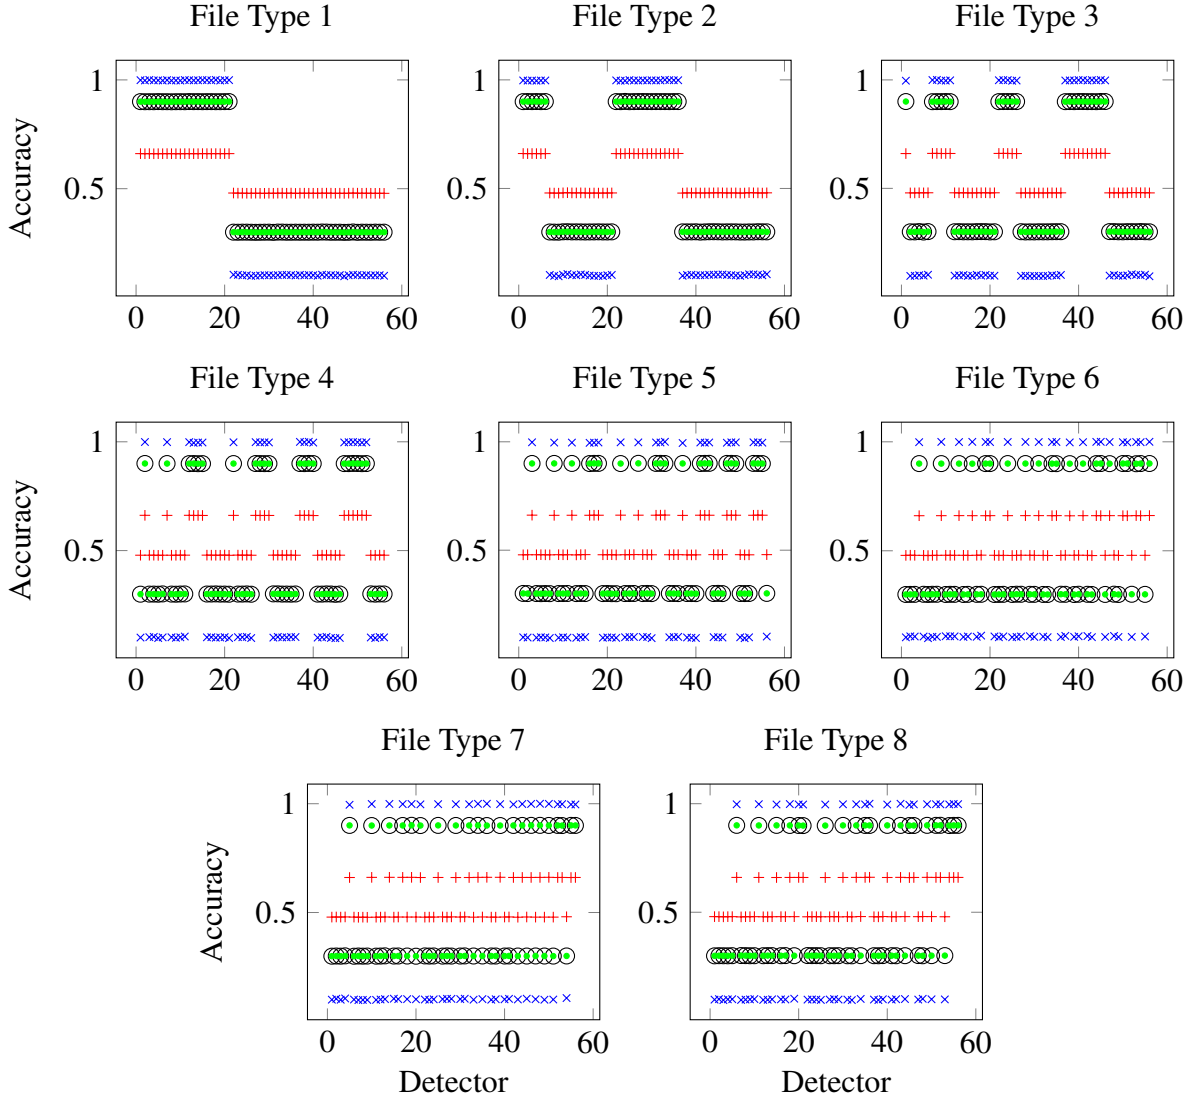 File Type 1 File Type 2 File Type 3
Accuracy
1 1 1
0.5 0.5 0.5
0 20 40 60 0 20 40 60 0 20 40 60
File Type 4 File Type 5 File Type 6
Accuracy
1 1 1
0.5 0.5 0.5
0 20 40 60 0 20 40 60 0 20 40 60
File Type 7 File Type 8
Accuracy
1 1
0.5 0.5
0 20 40 60 0 20 40 60
Detector Detector